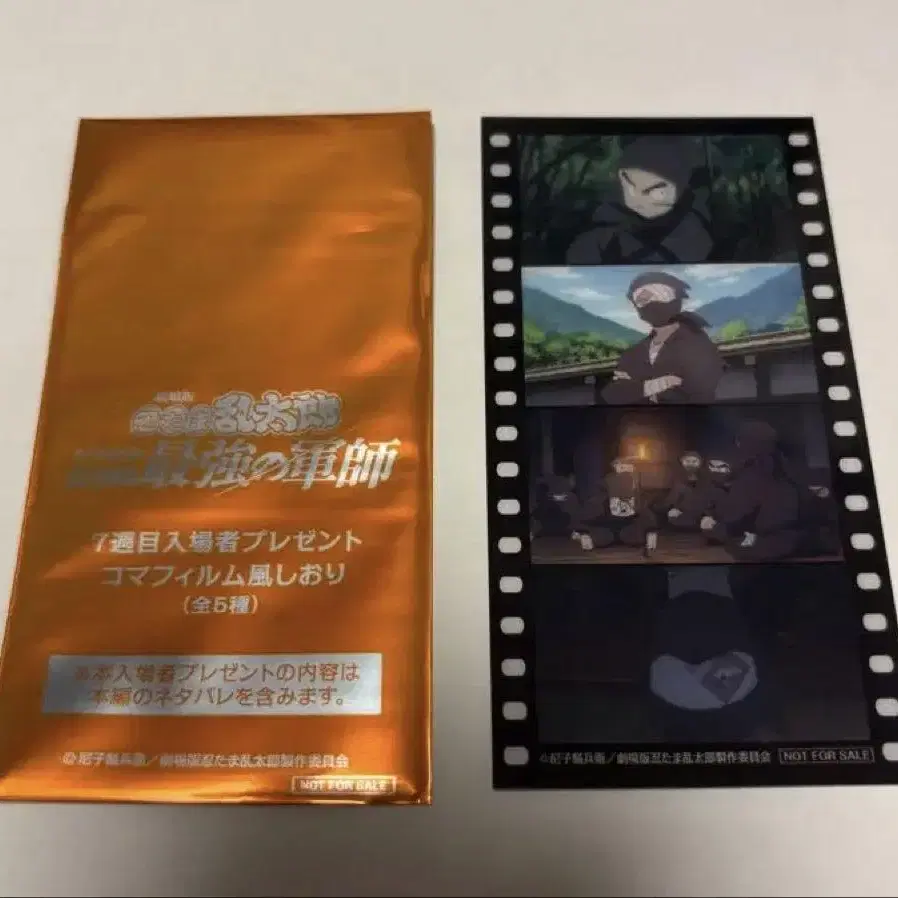 劇場版
忍たま乱太郎
最強の軍師
7週目入場者プレゼント
コマフィルム風しおり
(全5種)
※本入場者プレゼントの内容は
本編のネタバレを含みます。
©尼子騒兵衛／劇場版忍たま乱太郎製作委員会
NOT FOR SALE
©尼子騒兵衛／劇場版忍たま乱太郎製作委員会 NOT FOR SALE